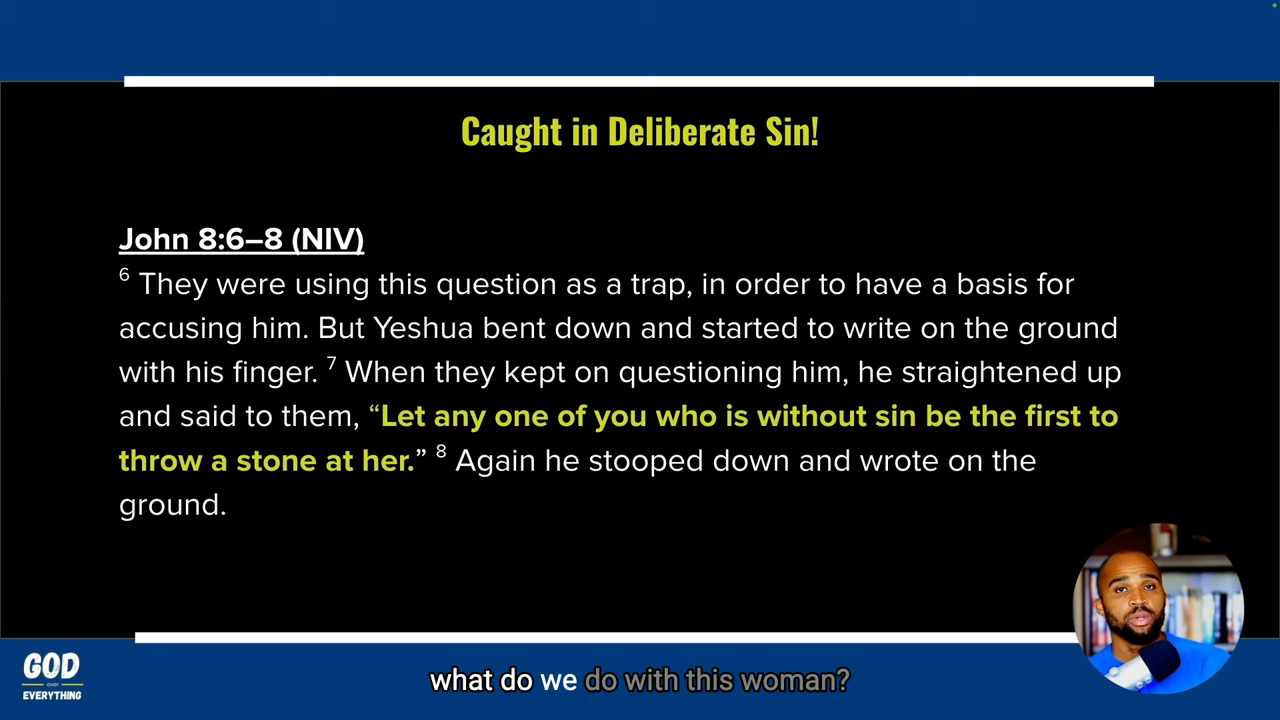 Caught in Deliberate Sin!
John 8:6–8 (NIV)
6 They were using this question as a trap, in order to have a basis for
accusing him. But Yeshua bent down and started to write on the ground
with his finger. 7 When they kept on questioning him, he straightened up
and said to them, “Let any one of you who is without sin be the first to
throw a stone at her.” 8 Again he stooped down and wrote on the
ground.
GOD
OVER
EVERYTHING
what do we do with this woman?